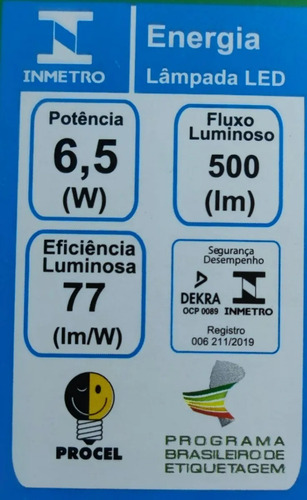 INMETRO
Energia
Lâmpada LED
Potência
6,5
(W)
Fluxo
Luminoso
500
(lm)
Eficiência
Luminosa
77
(lm/W)
Segurança
Desempenho
DEKRA
OCP 0089
INMETRO
Registro
006 211/2019
PROCEL
PROGRAMA
BRASILEIRO DE
ETIQUETAGEM